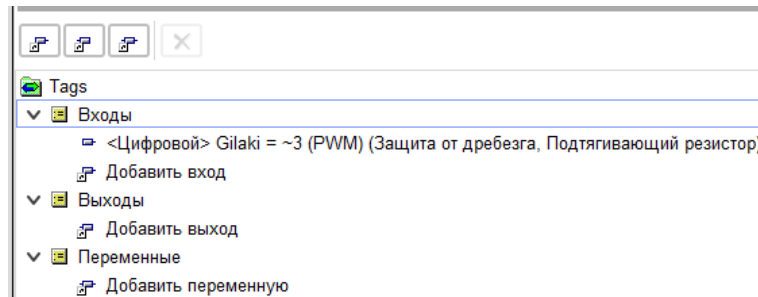 Tags
Входы
<Цифровой> Gilaki = ~3 (PWM) (Защита от дребезга, Подтягивающий резистор)
Добавить вход
Выходы
Добавить выход
Переменные
Добавить переменную